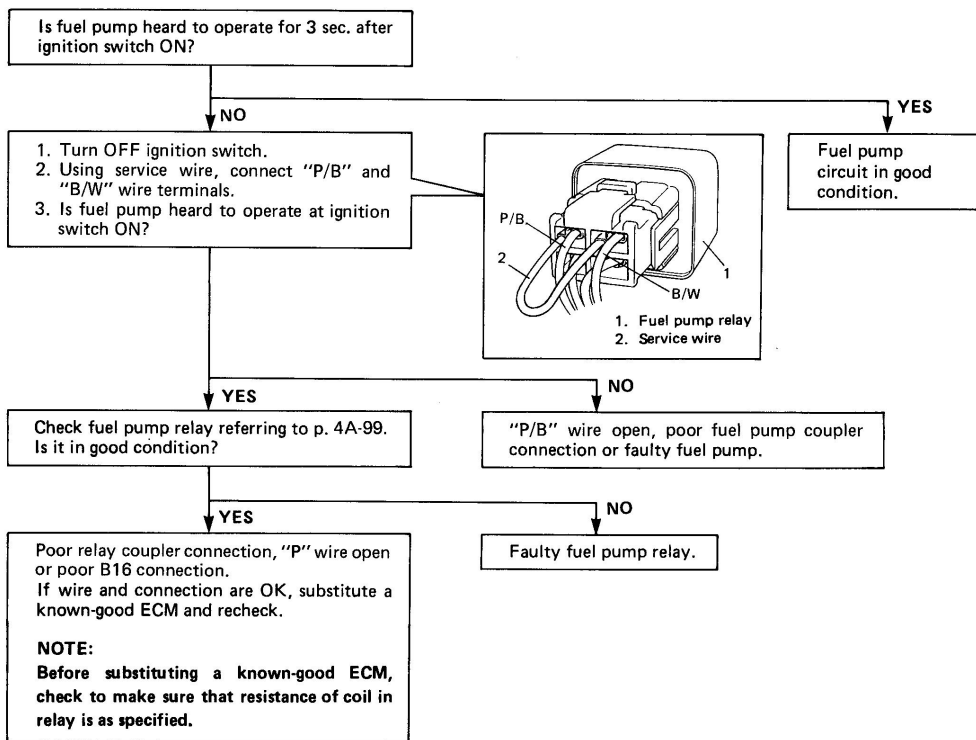 Is fuel pump heard to operate for 3 sec. after
ignition switch ON?
NO
YES
1. Turn OFF ignition switch.
2. Using service wire, connect "P/B" and
"B/W" wire terminals.
3. Is fuel pump heard to operate at ignition
switch ON?
P/B
2
B/W
1
1. Fuel pump relay
2. Service wire
Fuel pump
circuit in good
condition.
YES
NO
Check fuel pump relay referring to p. 4A-99.
Is it in good condition?
"P/B" wire open, poor fuel pump coupler
connection or faulty fuel pump.
YES
NO
Poor relay coupler connection, "P" wire open
or poor B16 connection.
If wire and connection are OK, substitute a
known-good ECM and recheck.
NOTE:
Before substituting a known-good ECM,
check to make sure that resistance of coil in
relay is as specified.
Faulty fuel pump relay.